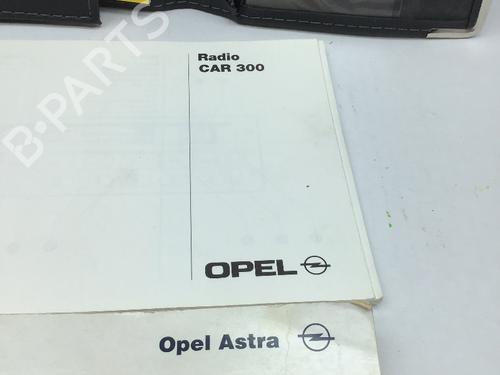 Radio
CAR 300
B-PARTS
OPEL
Opel Astra